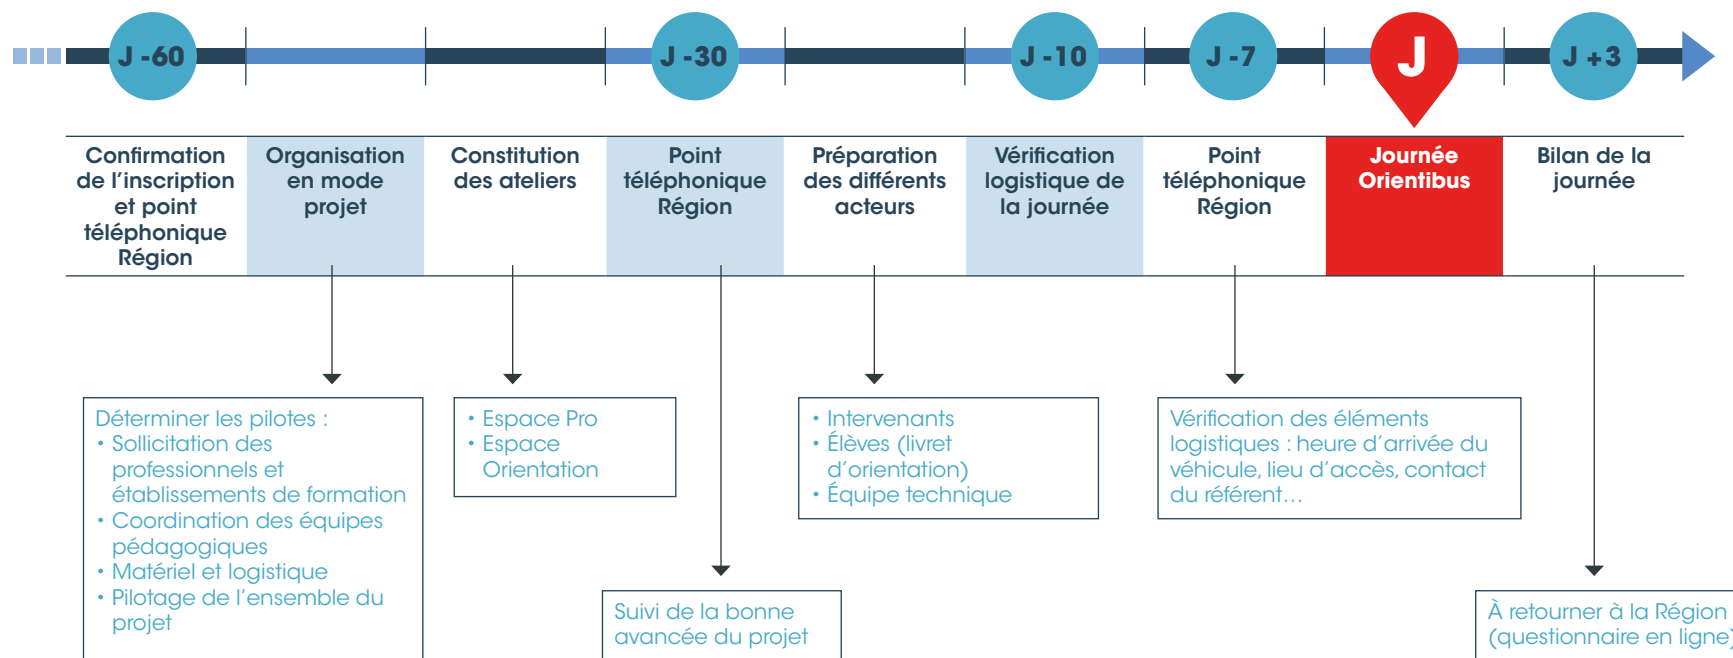 J -60
J -30
J -10
J -7
J
J +3
Confirmation
de l'inscription
et point
téléphonique
Région
Organisation
en mode
projet
Constitution
des ateliers
Point
téléphonique
Région
Préparation
des différents
acteurs
Vérification
logistique de
la journée
Point
téléphonique
Région
Journée
Orientibus
Bilan de la
journée
Déterminer les pilotes :
• Sollicitation des
professionnels et
établissements de formation
• Coordination des équipes
pédagogiques
• Matériel et logistique
• Pilotage de l'ensemble du
projet
• Espace Pro
• Espace
Orientation
Suivi de la bonne
avancée du projet
• Intervenants
• Élèves (livret
d'orientation)
• Équipe technique
Vérification des éléments
logistiques : heure d'arrivée du
véhicule, lieu d'accès, contact
du référent…
À retourner à la Région
(questionnaire en ligne)